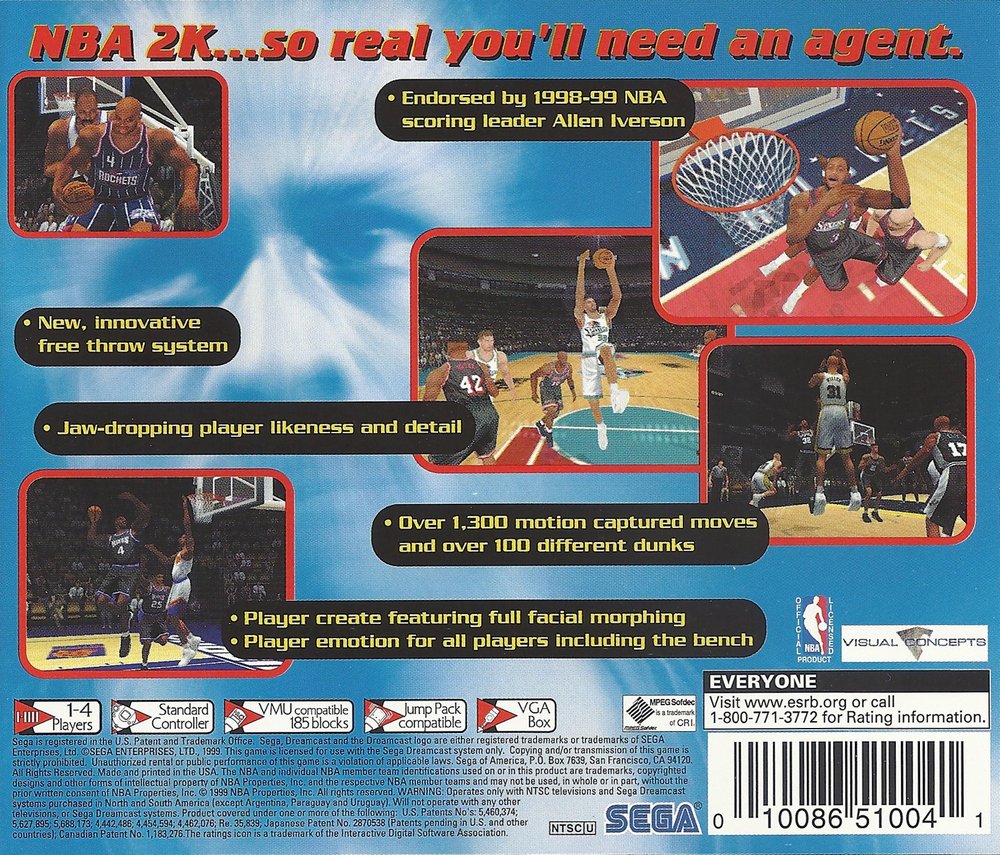 NBA 2K...so real you'll need an agent.
• Endorsed by 1998-99 NBA
scoring leader Allen Iverson
4
ROCKETS
3
• New, innovative
free throw system
42
31
32
17
• Jaw-dropping player likeness and detail
• Over 1,300 motion captured moves
and over 100 different dunks
4
25
• Player create featuring full facial morphing
• Player emotion for all players including the bench
OFFICIAL LICENSED
NBA
PRODUCT
VISUAL CONCEPTS
1-4
Players
Standard
Controller
VMU compatible
185 blocks
Jump Pack
compatible
VGA
Box
MPEG Sofdec
is a trademark
of CRI.
EVERYONE
Visit www.esrb.org or call
1-800-771-3772 for Rating information.
Sega is registered in the U.S. Patent and Trademark Office. Sega, Dreamcast and the Dreamcast logo are either registered trademarks or trademarks of SEGA
Enterprises, Ltd. ©SEGA ENTERPRISES, LTD., 1999. This game is licensed for use with the Sega Dreamcast system only. Copying and/or transmission of this game is
strictly prohibited. Unauthorized rental or public performance of this game is a violation of applicable laws. Sega of America, P.O. Box 7639, San Francisco, CA 94120.
All Rights Reserved. Made and printed in the USA. The NBA and individual NBA member team identifications used on or in this product are trademarks, copyrighted
designs and other forms of intellectual property of NBA Properties, Inc. and the respective NBA member teams and may not be used, in whole or in part, without the
prior written consent of NBA Properties, Inc. © 1999 NBA Properties, Inc. All rights reserved. WARNING: Operates only with NTSC televisions and Sega Dreamcast
systems purchased in North and South America (except Argentina, Paraguay and Uruguay). Will not operate with any other
televisions, or Sega Dreamcast systems. Product covered under one or more of the following: U.S. Patents No's: 5,460,374;
5,627,895; 5,688,173; 4,442,486; 4,454,594; 4,462,076; Re. 35,839; Japanese Patent No. 2870538 (Patents pending in U.S. and other
countries); Canadian Patent No. 1,183,276. The ratings icon is a trademark of the Interactive Digital Software Association.
NTSC U
SEGA
0 10086 51004 1